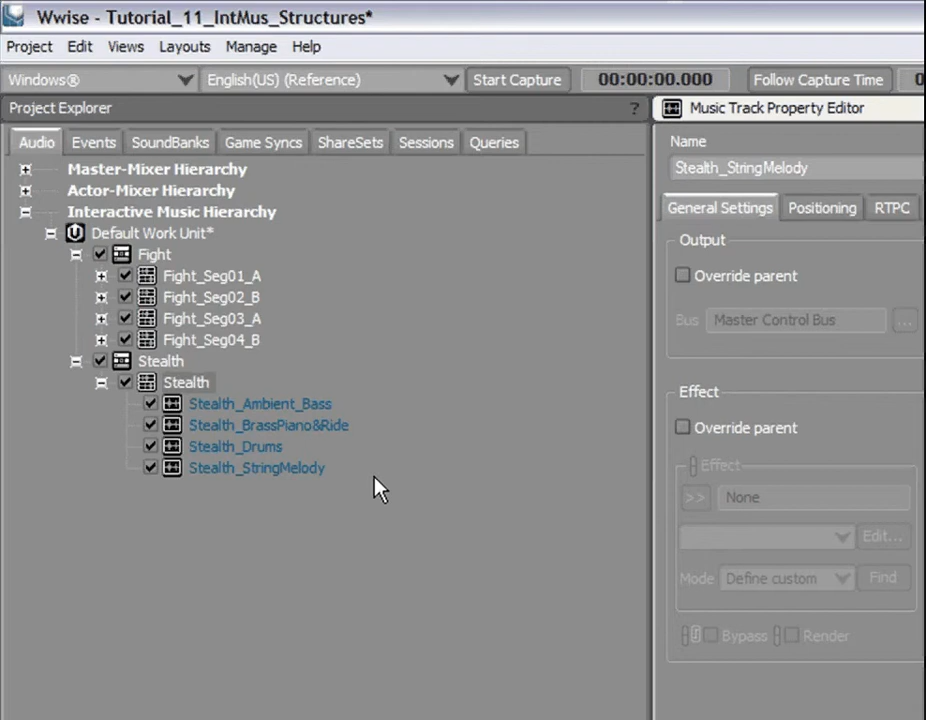 Wwise - Tutorial_11_IntMus_Structures*
Project Edit Views Layouts Manage Help
Windows® English(US) (Reference) Start Capture 00:00:00.000 Follow Capture Time 0
Project Explorer ? Music Track Property Editor
Audio Events SoundBanks Game Syncs ShareSets Sessions Queries
Name
Stealth_StringMelody
General Settings Positioning RTPC
Master-Mixer Hierarchy
Actor-Mixer Hierarchy
Interactive Music Hierarchy
Default Work Unit*
Fight
Fight_Seg01_A
Fight_Seg02_B
Fight_Seg03_A
Fight_Seg04_B
Stealth
Stealth
Stealth_Ambient_Bass
Stealth_BrassPiano&Ride
Stealth_Drums
Stealth_StringMelody
Output
Override parent
Bus Master Control Bus ...
Effect
Override parent
Effect
>> None
Edit...
Mode Define custom Find
Bypass Render